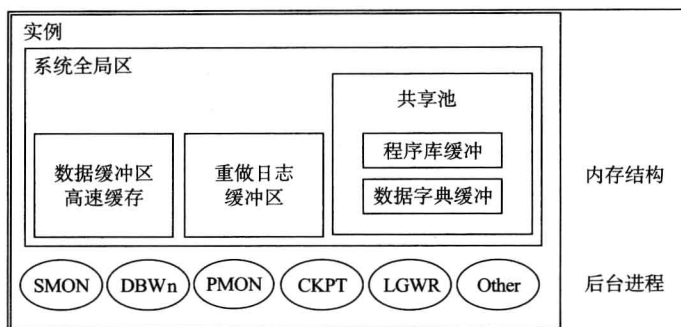 实例
系统全局区
共享池
程序库缓冲
数据字典缓冲
数据缓冲区
高速缓存
重做日志
缓冲区
内存结构
SMON
DBWn
PMON
CKPT
LGWR
Other
后台进程